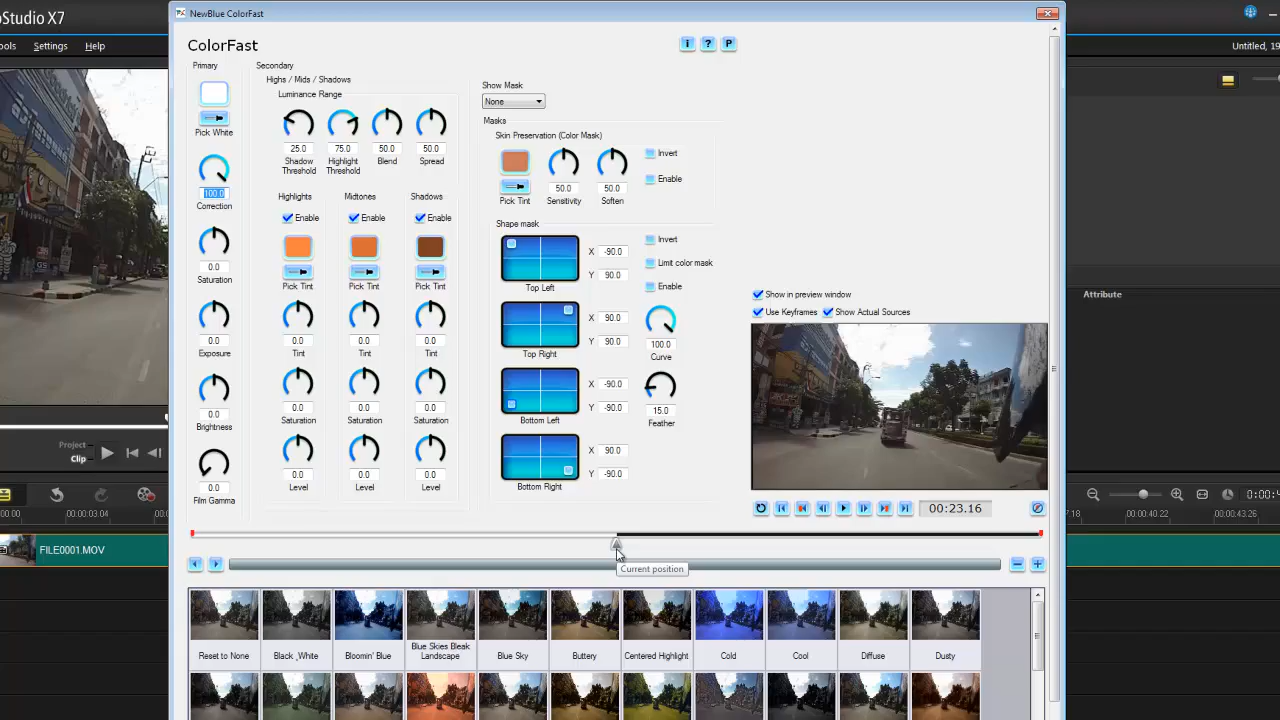 oStudio X7
NewBlue ColorFast
ools Settings Help
Untitled, 19
ColorFast
i ? P
Primary
Pick White
100.0
Correction
0.0
Saturation
0.0
Exposure
0.0
Brightness
0.0
Film Gamma
Secondary
Highs / Mids / Shadows
Luminance Range
25.0 75.0 50.0 50.0
Shadow Threshold Highlight Threshold Blend Spread
Highlights Midtones Shadows
Enable Enable Enable
Pick Tint Pick Tint Pick Tint
0.0 0.0 0.0
Tint Tint Tint
0.0 0.0 0.0
Saturation Saturation Saturation
0.0 0.0 0.0
Level Level Level
Show Mask
None
Masks
Skin Preservation (Color Mask)
Invert
Enable
50.0 50.0
Pick Tint Sensitivity Soften
Shape mask
X -90.0
Y 90.0
Top Left
X 90.0
Y 90.0
Top Right
X -90.0
Y -90.0
Bottom Left
X 90.0
Y -90.0
Bottom Right
Invert
Limit color mask
Enable
100.0
Curve
15.0
Feather
Show in preview window
Use Keyframes Show Actual Sources
00:23.16
Attribute
Project
Clip
0:00:4
00.00 00:00:03.04
7.18 00:00:40.22 00:00:43.26
FILE0001.MOV
Current position
Reset to None Black_White Bloomin' Blue Blue Skies Bleak Landscape Blue Sky Buttery Centered Highlight Cold Cool Diffuse Dusty